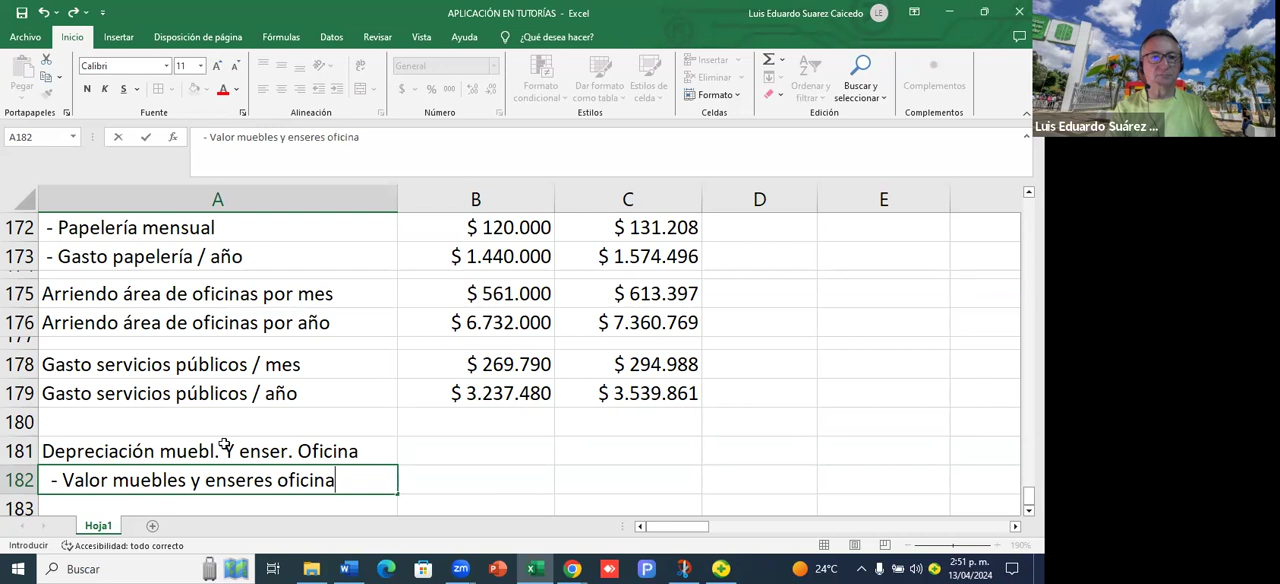 APLICACIÓN EN TUTORÍAS - Excel
Luis Eduardo Suarez Caicedo
LE
Archivo
Inicio
Insertar
Disposición de página
Fórmulas
Datos
Revisar
Vista
Ayuda
¿Qué desea hacer?
Pegar
Calibri
11
N K S
General
$ % 000
Formato condicional
Dar formato como tabla
Estilos de celda
Insertar
Eliminar
Formato
Ordenar y filtrar
Buscar y seleccionar
Complementos
Portapapeles
Fuente
Alineación
Número
Estilos
Celdas
Edición
Complementos
Luis Eduardo Suárez ...
A182
fx
- Valor muebles y enseres oficina
A B C D E
172 - Papelería mensual $ 120.000 $ 131.208
173 - Gasto papelería / año $ 1.440.000 $ 1.574.496
175 Arriendo área de oficinas por mes $ 561.000 $ 613.397
176 Arriendo área de oficinas por año $ 6.732.000 $ 7.360.769
177
178 Gasto servicios públicos / mes $ 269.790 $ 294.988
179 Gasto servicios públicos / año $ 3.237.480 $ 3.539.861
180
181 Depreciación muebl. Y enser. Oficina
182 - Valor muebles y enseres oficina
183
Hoja1
Introducir
Accesibilidad: todo correcto
190%
Buscar
24°C
2:51 p. m.
13/04/2024